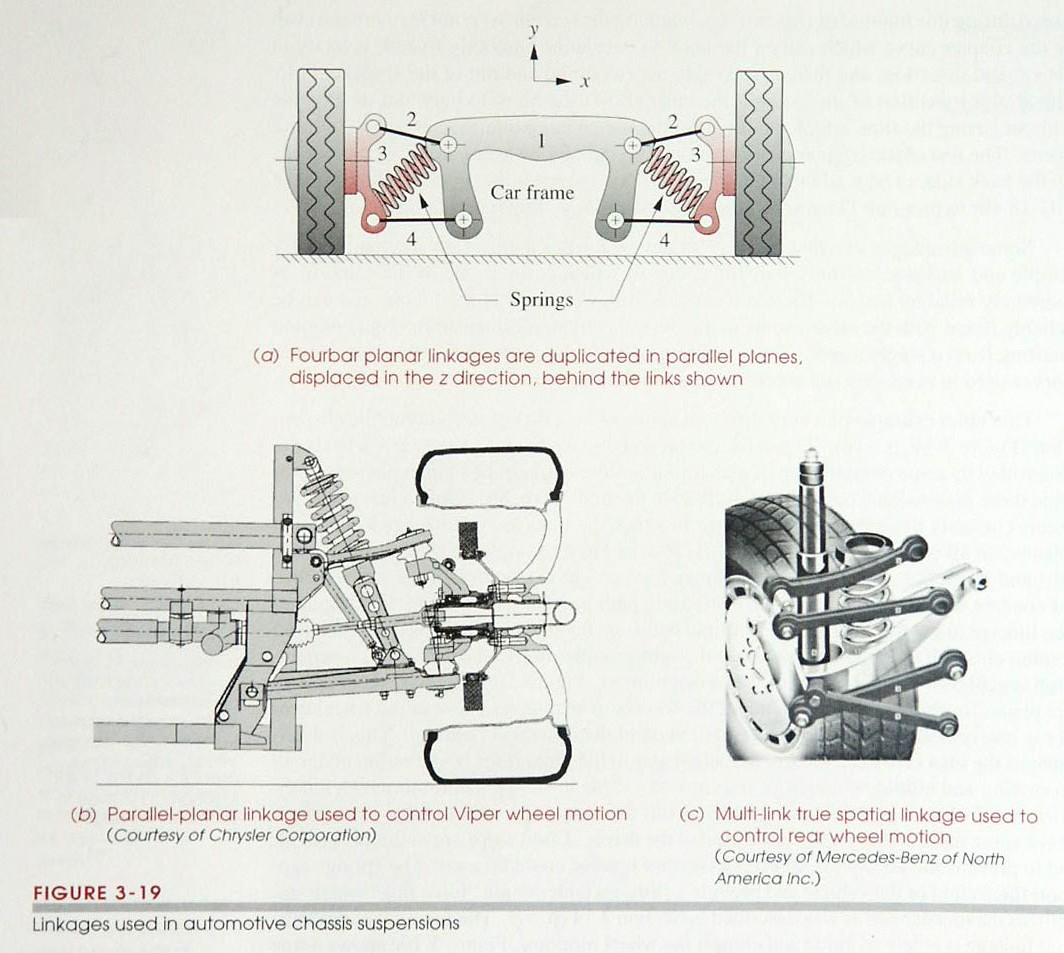 y
x
2
2
1
3
3
Car frame
4
4
Springs
(a) Fourbar planar linkages are duplicated in parallel planes,
displaced in the z direction, behind the links shown
(b) Parallel-planar linkage used to control Viper wheel motion
(Courtesy of Chrysler Corporation)
(c) Multi-link true spatial linkage used to
control rear wheel motion
(Courtesy of Mercedes-Benz of North
America Inc.)
FIGURE 3-19
Linkages used in automotive chassis suspensions